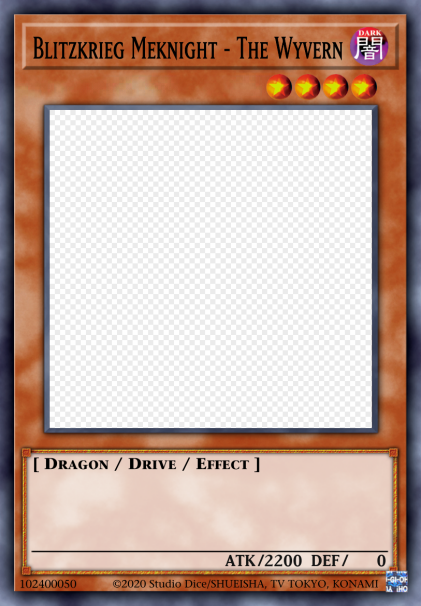 Blitzkrieg Meknight - The Wyvern
DARK
闇
[ Dragon / Drive / Effect ]
ATK/2200 DEF/ 0
102400050 ©2020 Studio Dice/SHUEISHA, TV TOKYO, KONAMI